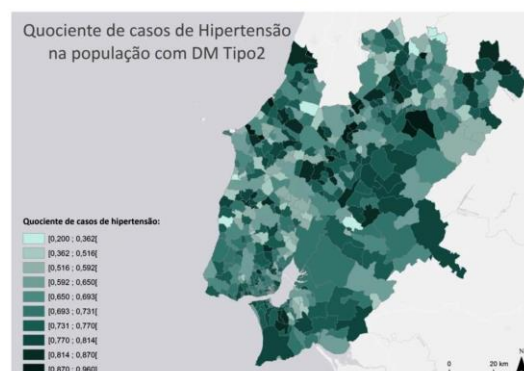 Quociente de casos de Hipertensão
na população com DM Tipo2
Quociente de casos de hipertensão:
[0,200 ; 0,362[
[0,362 ; 0,516[
[0,516 ; 0,592[
[0,592 ; 0,650[
[0,650 ; 0,693[
[0,693 ; 0,731[
[0,731 ; 0,770[
[0,770 ; 0,814[
[0,814 ; 0,870[
[0,870 ; 0,960]
N
0 20 km